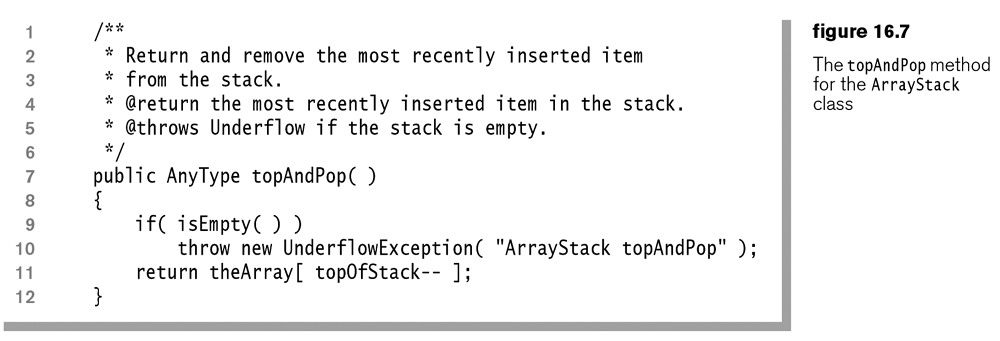 1 /**
2 * Return and remove the most recently inserted item
3 * from the stack.
4 * @return the most recently inserted item in the stack.
5 * @throws Underflow if the stack is empty.
6 */
7 public AnyType topAndPop( )
8 {
9 if( isEmpty( ) )
10 throw new UnderflowException( "ArrayStack topAndPop" );
11 return theArray[ topOfStack-- ];
12 }
figure 16.7
The topAndPop method
for the ArrayStack
class